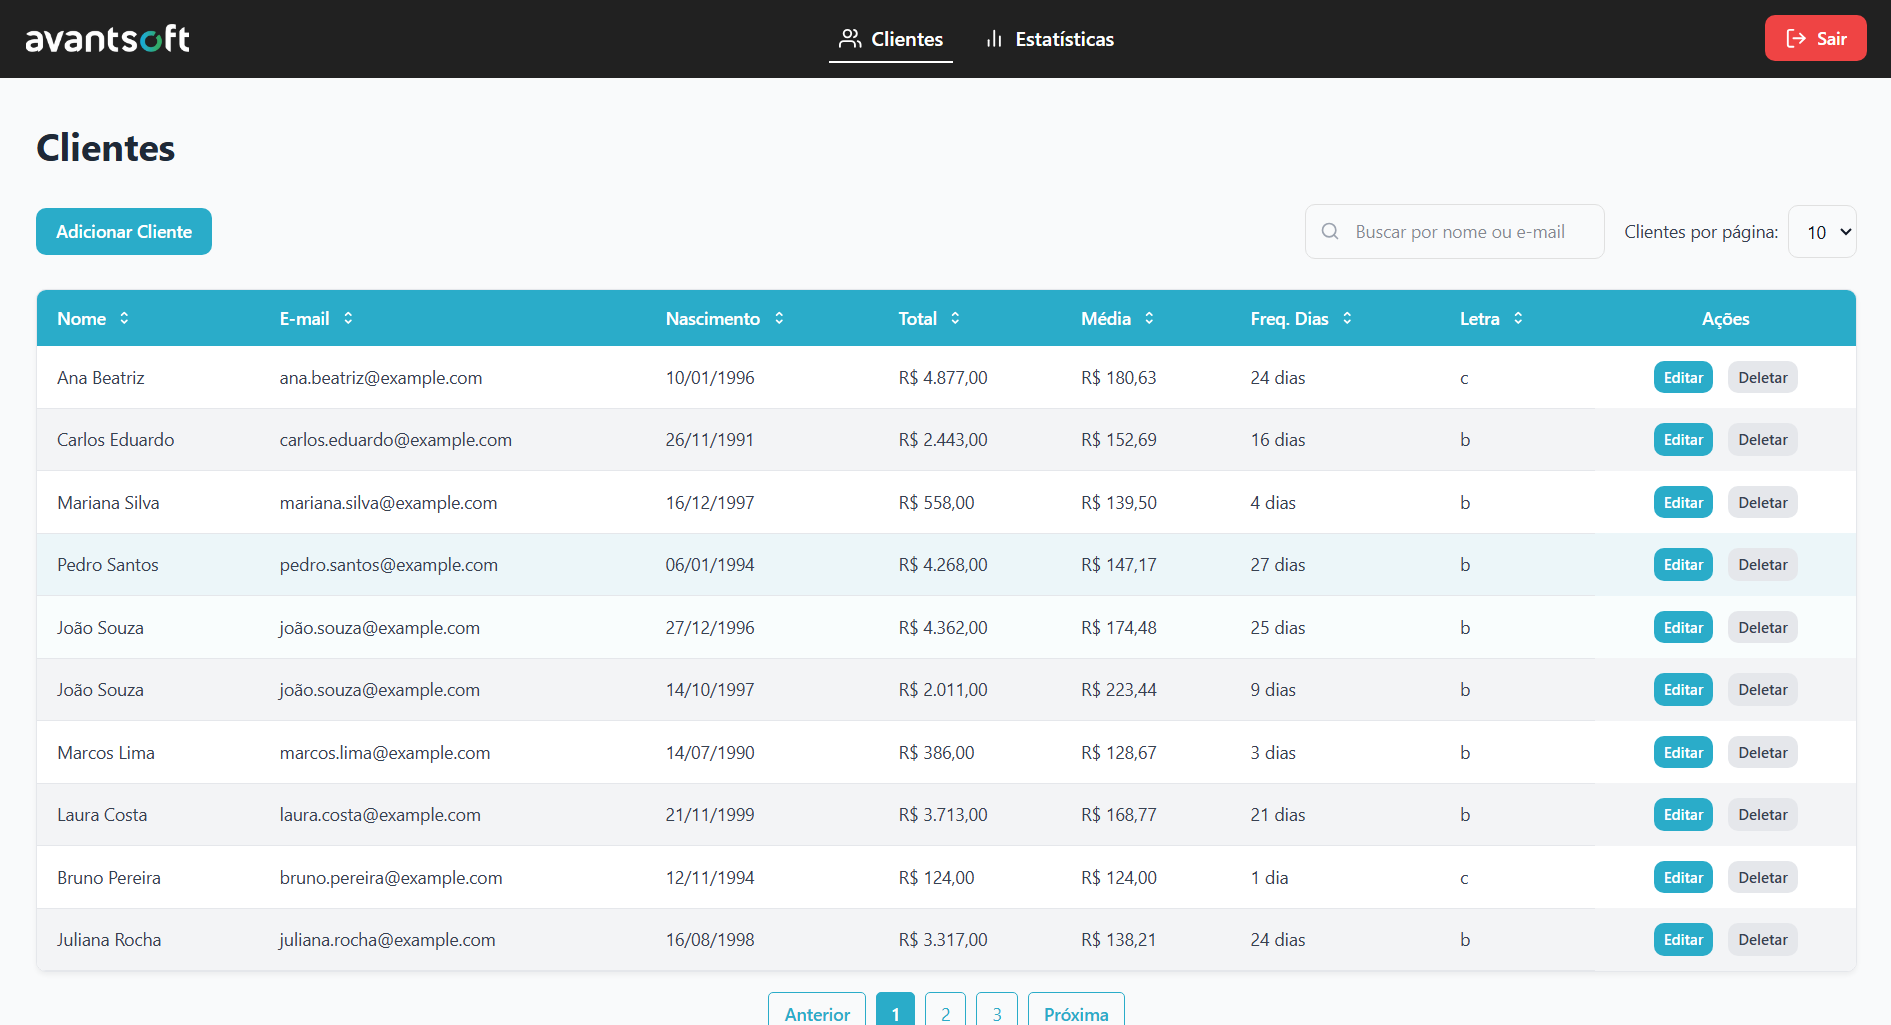 avantsoft
Clientes Estatísticas Sair
Clientes
Adicionar Cliente Buscar por nome ou e-mail Clientes por página: 10
Nome E-mail Nascimento Total Média Freq. Dias Letra Ações
Ana Beatriz ana.beatriz@example.com 10/01/1996 R$ 4.877,00 R$ 180,63 24 dias c Editar Deletar
Carlos Eduardo carlos.eduardo@example.com 26/11/1991 R$ 2.443,00 R$ 152,69 16 dias b Editar Deletar
Mariana Silva mariana.silva@example.com 16/12/1997 R$ 558,00 R$ 139,50 4 dias b Editar Deletar
Pedro Santos pedro.santos@example.com 06/01/1994 R$ 4.268,00 R$ 147,17 27 dias b Editar Deletar
João Souza joão.souza@example.com 27/12/1996 R$ 4.362,00 R$ 174,48 25 dias b Editar Deletar
João Souza joão.souza@example.com 14/10/1997 R$ 2.011,00 R$ 223,44 9 dias b Editar Deletar
Marcos Lima marcos.lima@example.com 14/07/1990 R$ 386,00 R$ 128,67 3 dias b Editar Deletar
Laura Costa laura.costa@example.com 21/11/1999 R$ 3.713,00 R$ 168,77 21 dias b Editar Deletar
Bruno Pereira bruno.pereira@example.com 12/11/1994 R$ 124,00 R$ 124,00 1 dia c Editar Deletar
Juliana Rocha juliana.rocha@example.com 16/08/1998 R$ 3.317,00 R$ 138,21 24 dias b Editar Deletar
Anterior 1 2 3 Próxima